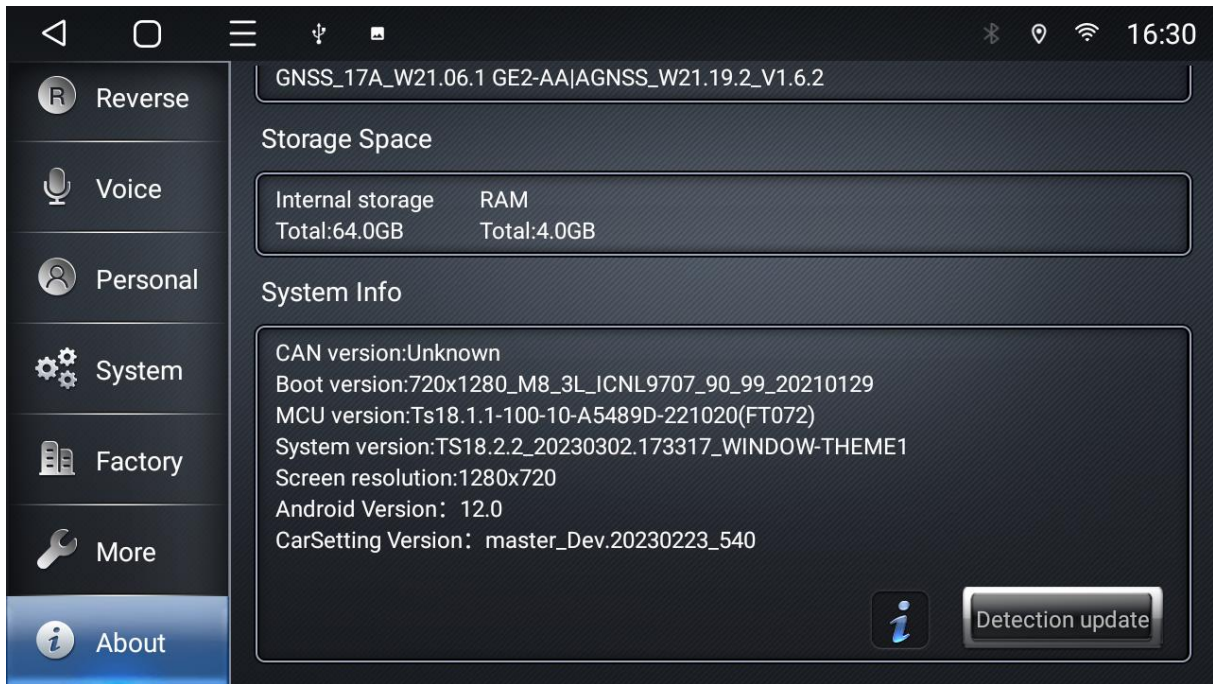 16:30
Reverse
Voice
Personal
System
Factory
More
About
GNSS_17A_W21.06.1 GE2-AA|AGNSS_W21.19.2_V1.6.2
Storage Space
Internal storage RAM
Total:64.0GB Total:4.0GB
System Info
CAN version:Unknown
Boot version:720x1280_M8_3L_ICNL9707_90_99_20210129
MCU version:Ts18.1.1-100-10-A5489D-221020(FT072)
System version:TS18.2.2_20230302.173317_WINDOW-THEME1
Screen resolution:1280x720
Android Version：12.0
CarSetting Version：master_Dev.20230223_540
Detection update